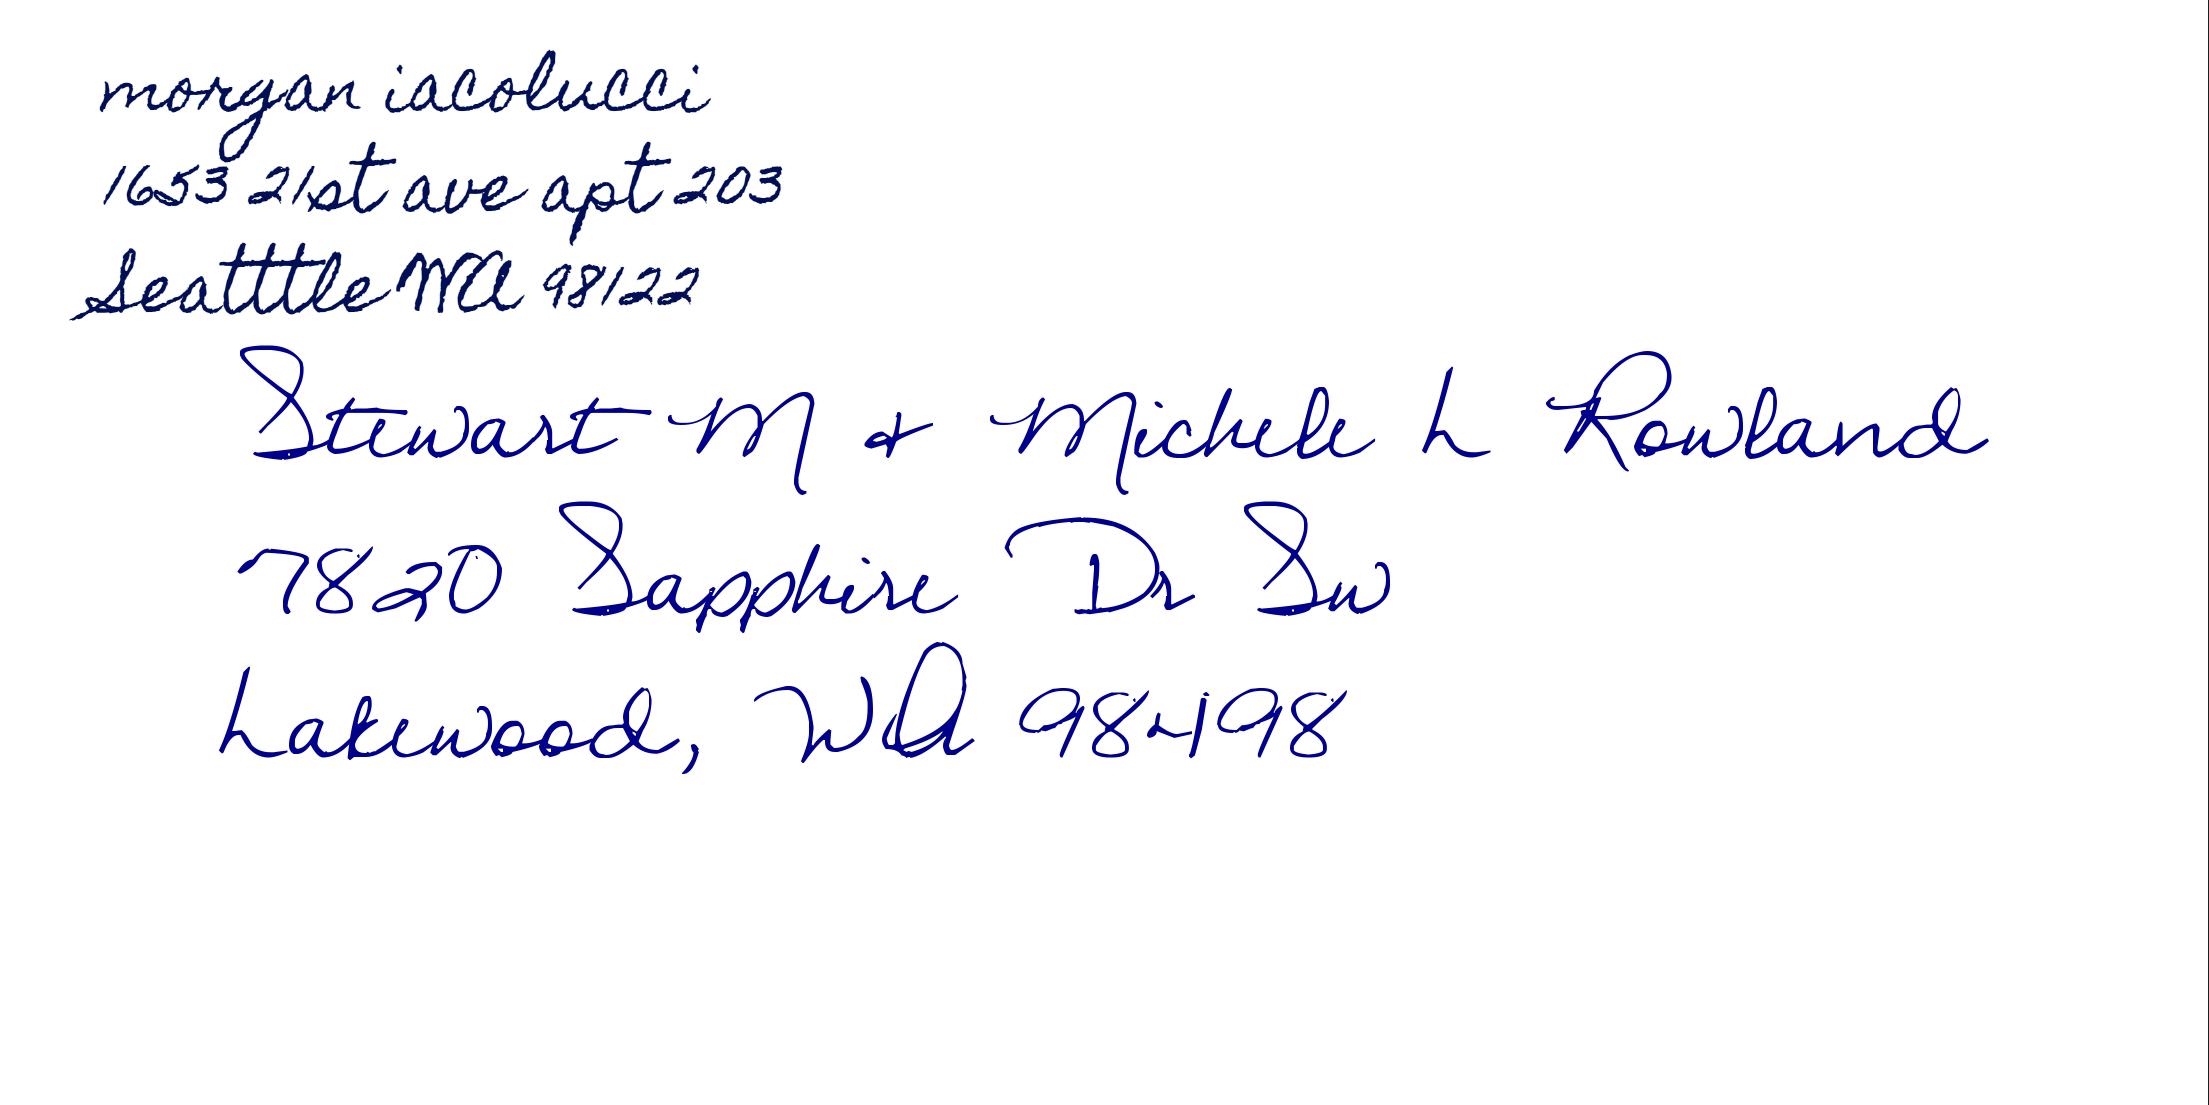 morgan iacolucci
1653 21st ave apt 203
Seatttle WA 98122
Stewart M & Michele L Rowland
7820 Sapphire Dr Sw
Lakewood, WA 98498